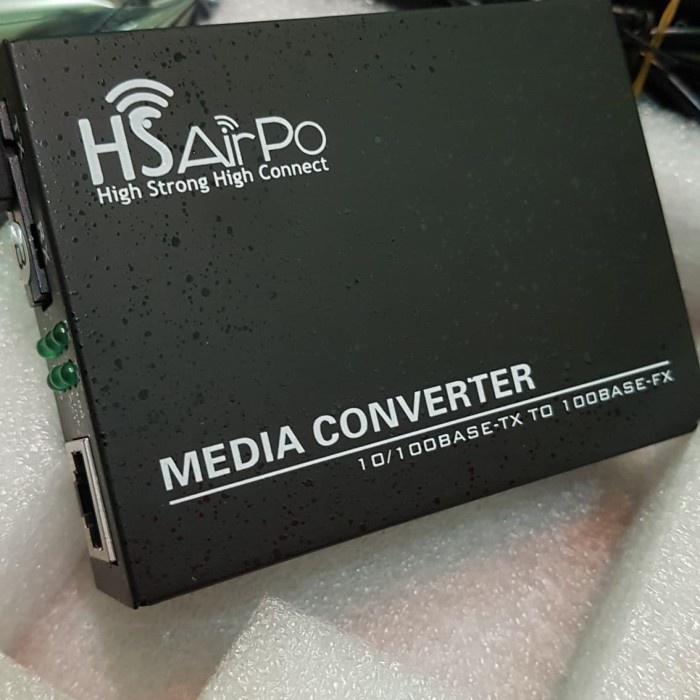 HSAirPo
High Strong High Connect
MEDIA CONVERTER
10/100BASE-TX TO 100BASE-FX